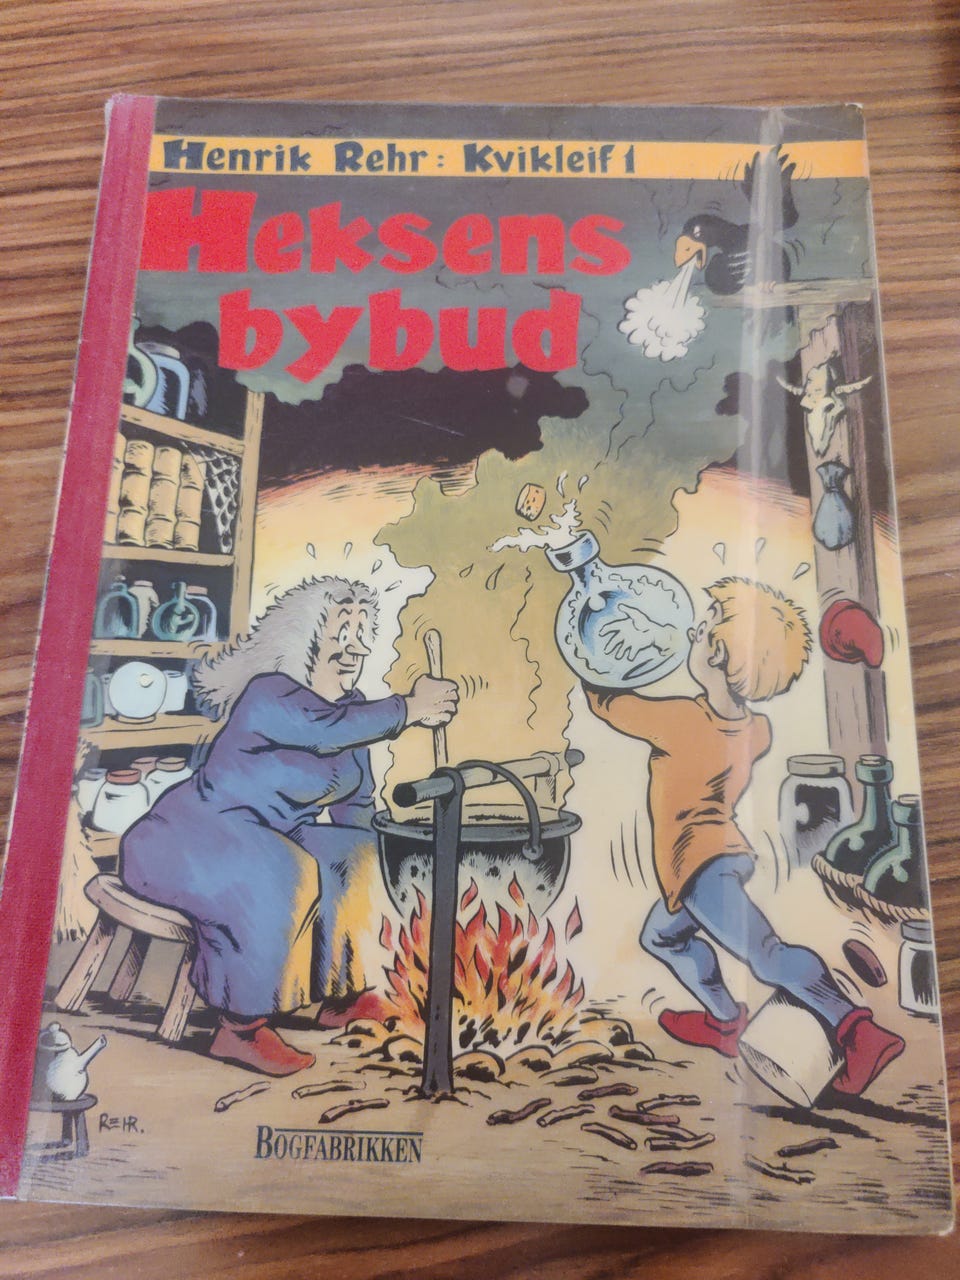 Henrik Rehr: Kvikleif 1
Heksens
bybud
REHR.
BOGFABRIKKEN